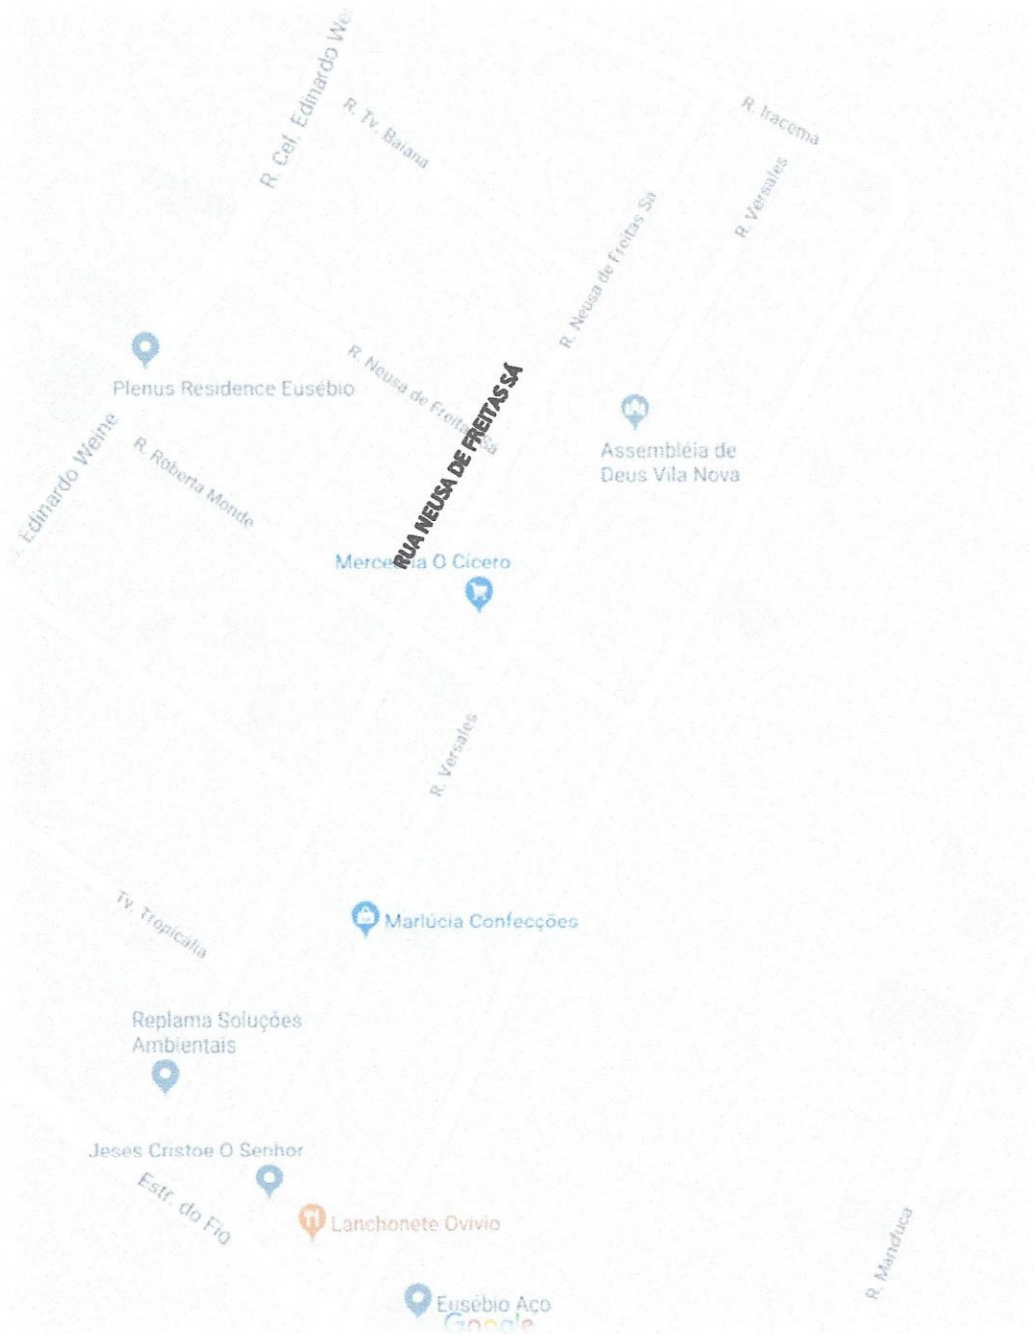 R. Cel. Edinardo We
R. Tv. Baiana
R. Iracema
R. Versales
R. Neusa de Freitas Sa
Plenus Residence Eusébio
R. Neusa de Freitas Sa
RUA NEUSA DE FREITAS SÁ
Assembléia de
Deus Vila Nova
Edinardo Weine
R. Roberta Monde
Mercearia O Cícero
R. Versales
Tv. Tropicália
Marlúcia Confecções
Replama Soluções
Ambientais
Jeses Cristoe O Senhor
Estr. do Fio
Lanchonete Ovivio
R. Manduca
Eusébio Aço
Google